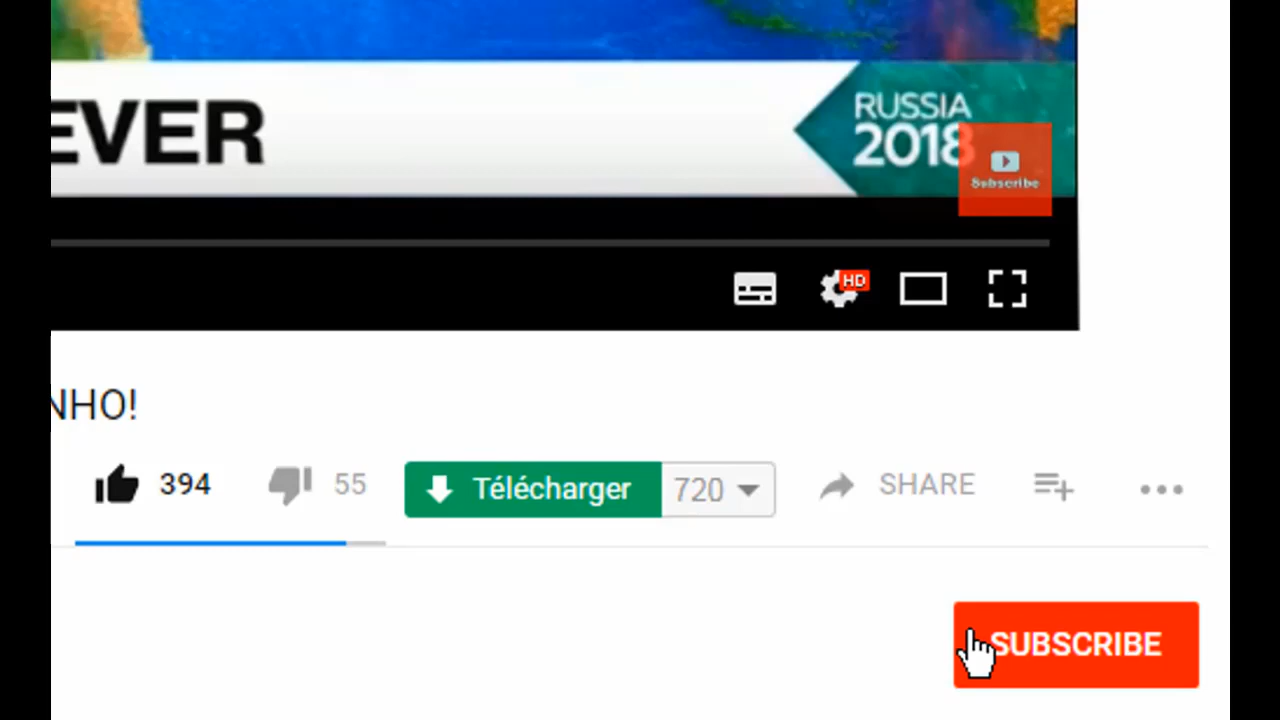 EVER
RUSSIA
2018
Subscribe
HD
NHO!
394 55 Télécharger 720 SHARE
SUBSCRIBE